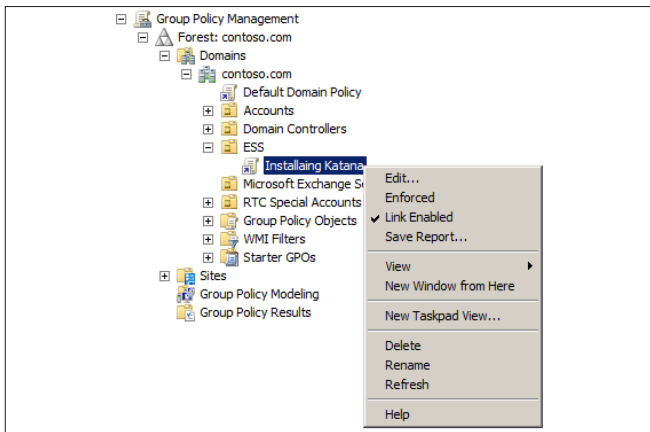 Group Policy Management
Forest: contoso.com
Domains
contoso.com
Default Domain Policy
Accounts
Domain Controllers
ESS
Installaing Katana
Microsoft Exchange Se
RTC Special Accounts
Group Policy Objects
WMI Filters
Starter GPOs
Sites
Group Policy Modeling
Group Policy Results
Edit...
Enforced
Link Enabled
Save Report...
View
New Window from Here
New Taskpad View...
Delete
Rename
Refresh
Help